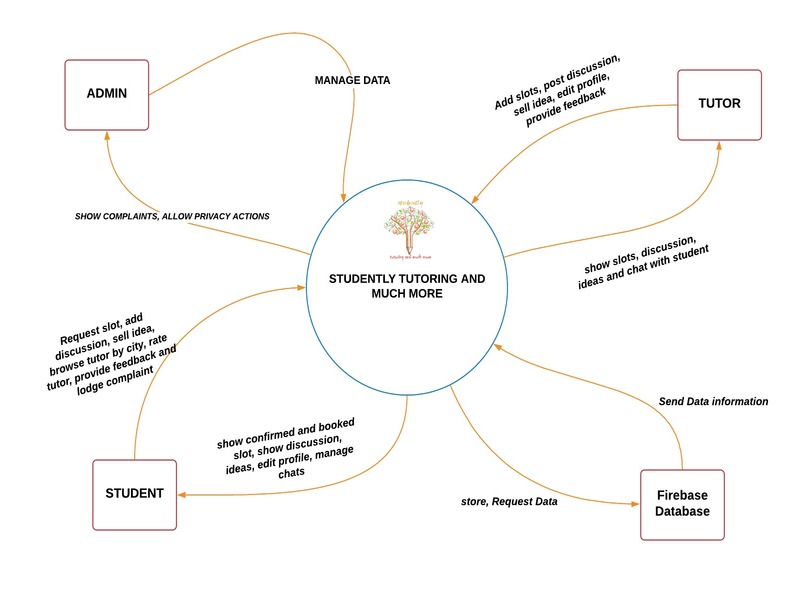 ADMIN
MANAGE DATA
Add slots, post discussion,
sell idea, edit profile,
provide feedback
TUTOR
SHOW COMPLAINTS, ALLOW PRIVACY ACTIONS
show slots, discussion,
ideas and chat with student
tutoring and much more
STUDENTLY TUTORING AND
MUCH MORE
Request slot, add
discussion, sell idea,
browse tutor by city, rate
tutor, provide feedback and
lodge complaint
Send Data information
show confirmed and booked
slot, show discussion,
ideas, edit profile, manage
chats
STUDENT
store, Request Data
Firebase
Database